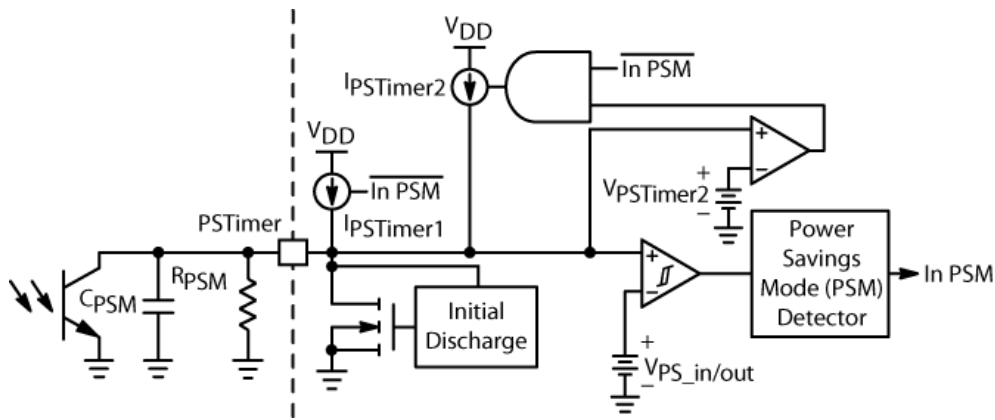 VDD
IPSTimer2
In PSM
VDD
In PSM
IPSTimer1
PSTimer
+
−
+
VPSTimer2
−
CPSM
RPSM
Initial
Discharge
+
−
Power
Savings
Mode (PSM)
Detector
In PSM
+
VPS_in/out
−